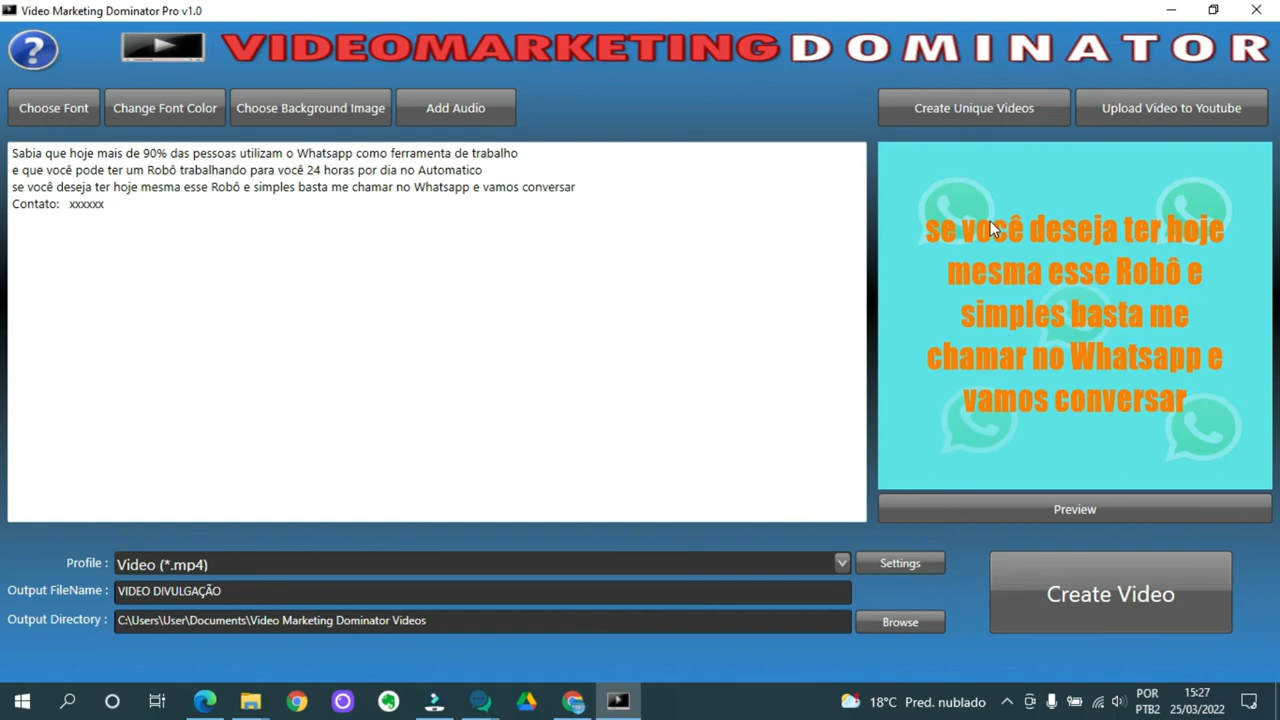 Video Marketing Dominator Pro v1.0
?
VIDEOMARKETINGDOMINATOR
Choose Font
Change Font Color
Choose Background Image
Add Audio
Create Unique Videos
Upload Video to Youtube
Sabia que hoje mais de 90% das pessoas utilizam o Whatsapp como ferramenta de trabalho
e que você pode ter um Robô trabalhando para você 24 horas por dia no Automatico
se você deseja ter hoje mesma esse Robô e simples basta me chamar no Whatsapp e vamos conversar
Contato: xxxxxx
se você deseja ter hoje
mesma esse Robô e
simples basta me
chamar no Whatsapp e
vamos conversar
Preview
Profile :
Video (*.mp4)
Settings
Output FileName :
VIDEO DIVULGAÇÃO
Output Directory :
C:\Users\User\Documents\Video Marketing Dominator Videos
Browse
Create Video
18°C Pred. nublado
POR
PTB2
15:27
25/03/2022